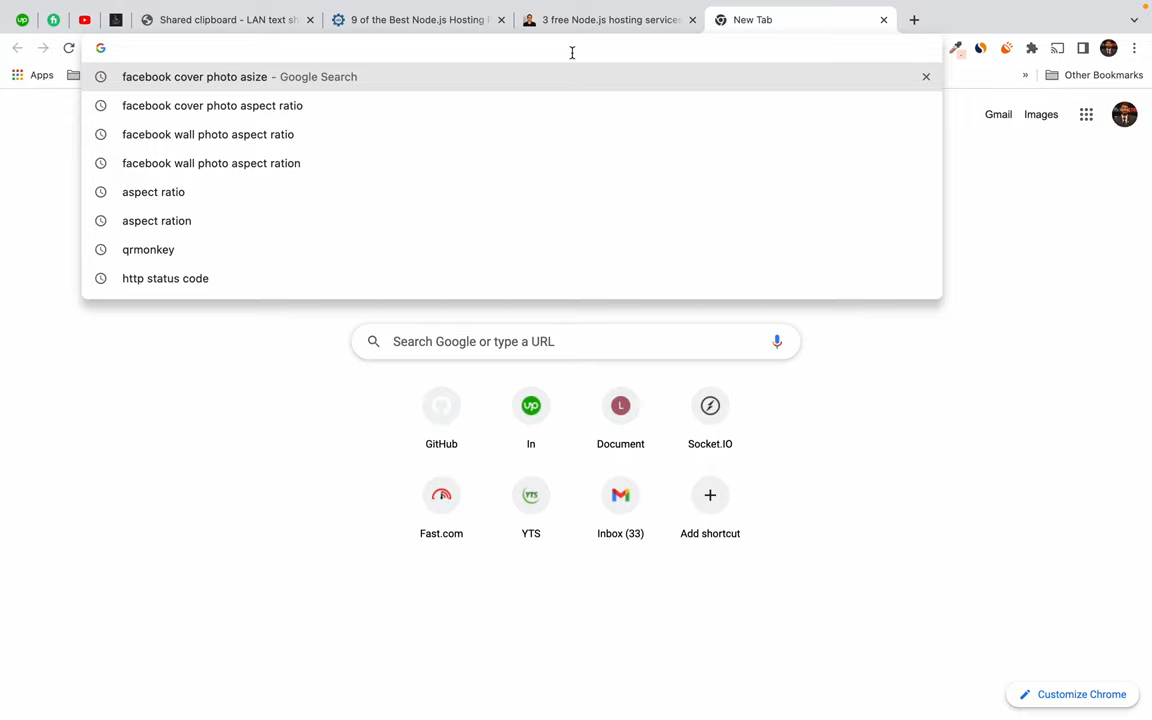 Shared clipboard - LAN text sh
9 of the Best Node.js Hosting
3 free Node.js hosting services
New Tab
Apps
» Other Bookmarks
facebook cover photo asize - Google Search
facebook cover photo aspect ratio
facebook wall photo aspect ratio
facebook wall photo aspect ration
aspect ratio
aspect ration
qrmonkey
http status code
Gmail Images
Search Google or type a URL
GitHub In Document Socket.IO
Fast.com YTS Inbox (33) Add shortcut
Customize Chrome